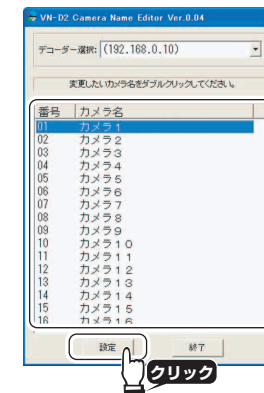 VN-D2 Camera Name Editor Ver.0.04
デコーダー選択: (192.168.0.10)
変更したいカメラ名をダブルクリックしてください。
番号 カメラ名
01 カメラ1
02 カメラ2
03 カメラ3
04 カメラ4
05 カメラ5
06 カメラ6
07 カメラ7
08 カメラ8
09 カメラ9
10 カメラ10
11 カメラ11
12 カメラ12
13 カメラ13
14 カメラ14
15 カメラ15
16 カメラ16
設定 終了
クリック